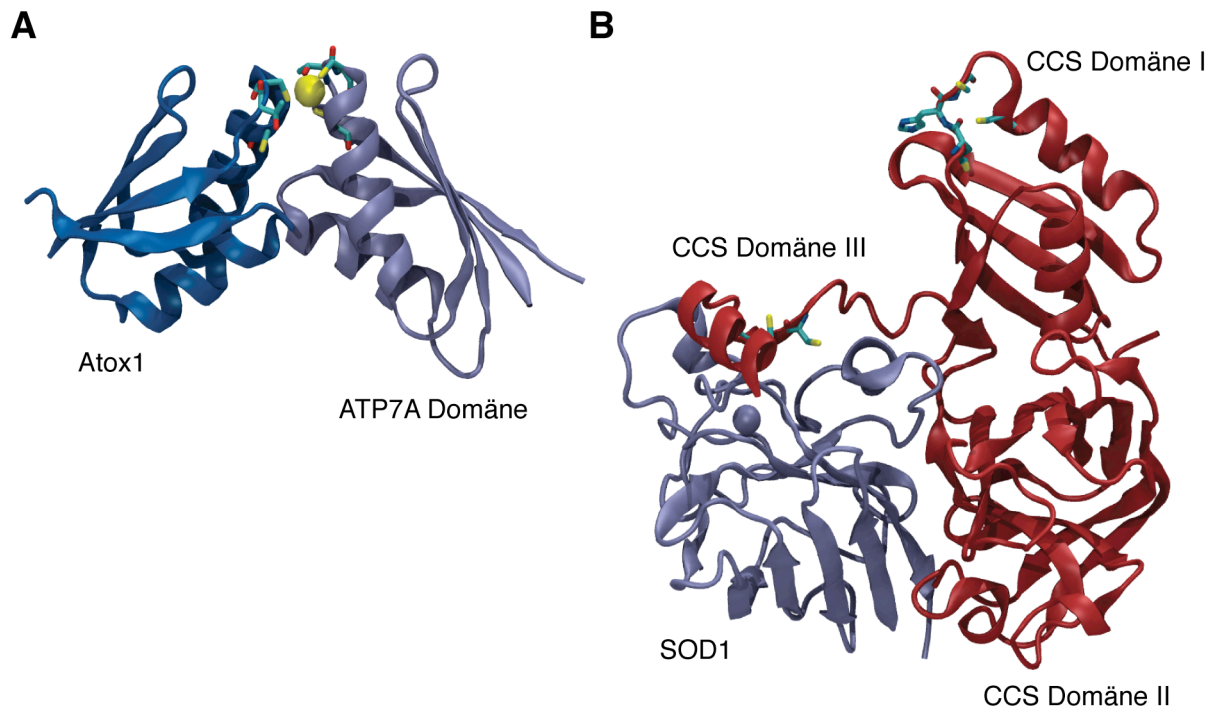 A
B
CCS Domäne I
CCS Domäne III
Atox1
ATP7A Domäne
SOD1
CCS Domäne II